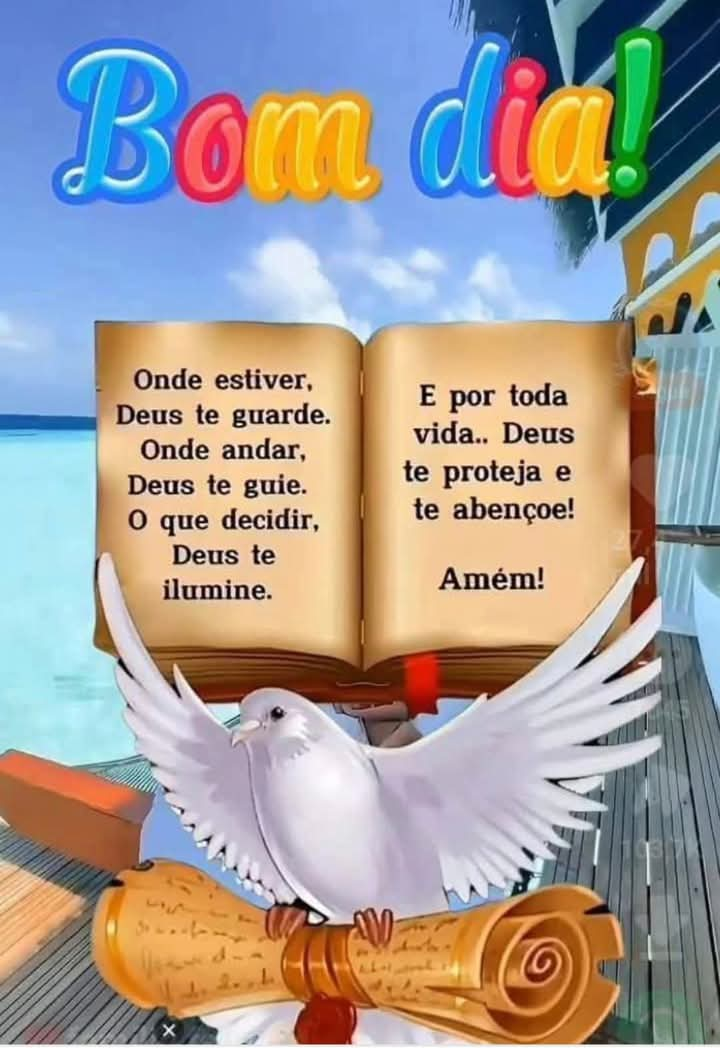 Bom dia!
Onde estiver,
Deus te guarde.
Onde andar,
Deus te guie.
O que decidir,
Deus te
ilumine.
E por toda
vida.. Deus
te proteja e
te abençoe!
Amém!